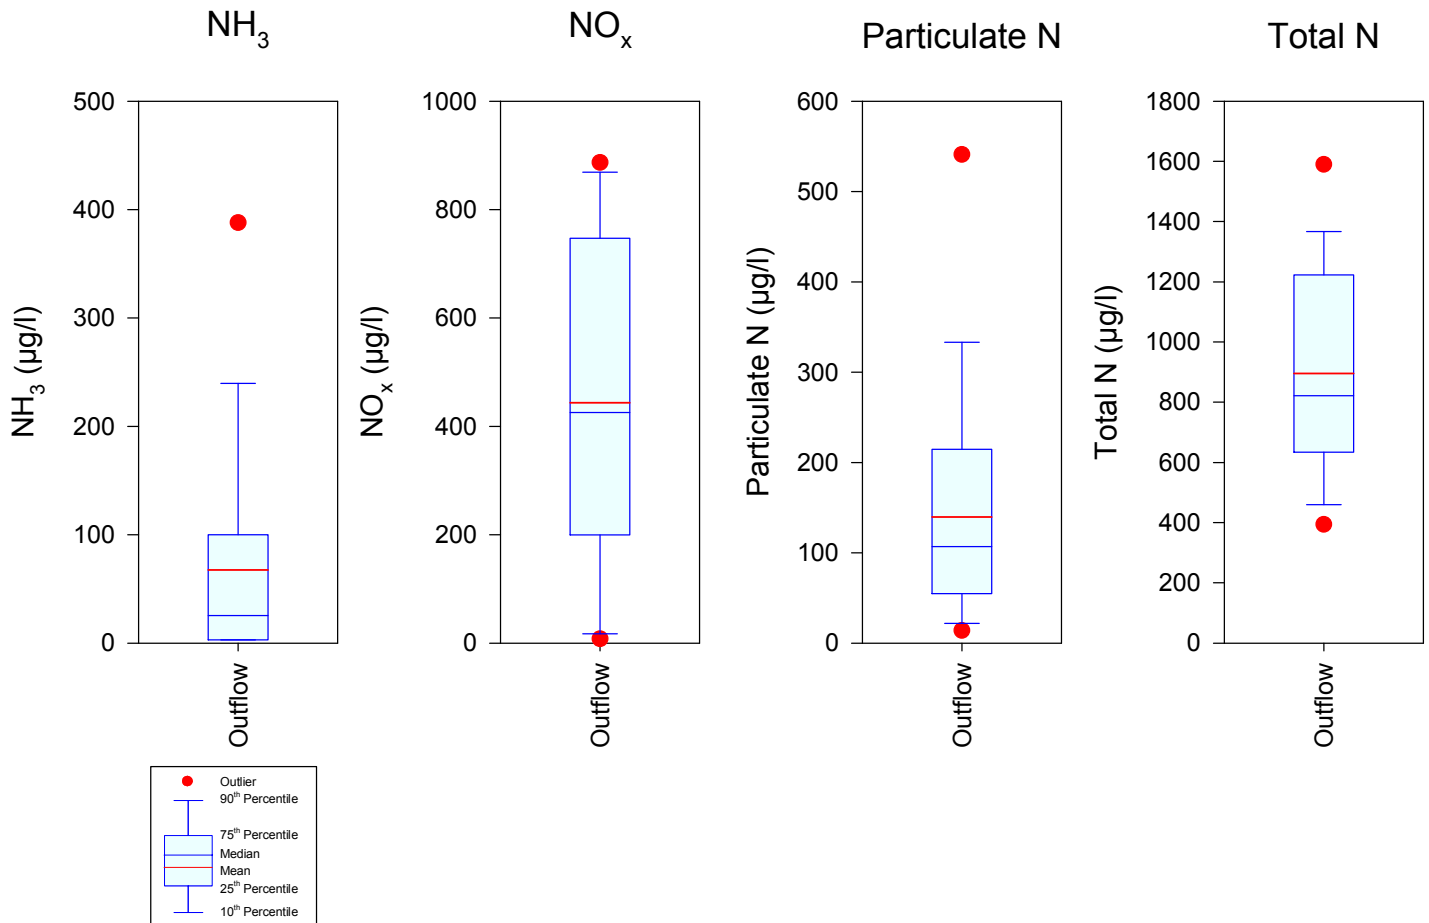 NH₃
NOₓ
Particulate N
Total N
NH₃ (µg/l)
500
400
300
200
100
0
Outflow
NOₓ (µg/l)
1000
800
600
400
200
0
Outflow
Particulate N (µg/l)
600
500
400
300
200
100
0
Outflow
Total N (µg/l)
1800
1600
1400
1200
1000
800
600
400
200
0
Outflow
Outlier
90th Percentile
75th Percentile
Median
Mean
25th Percentile
10th Percentile